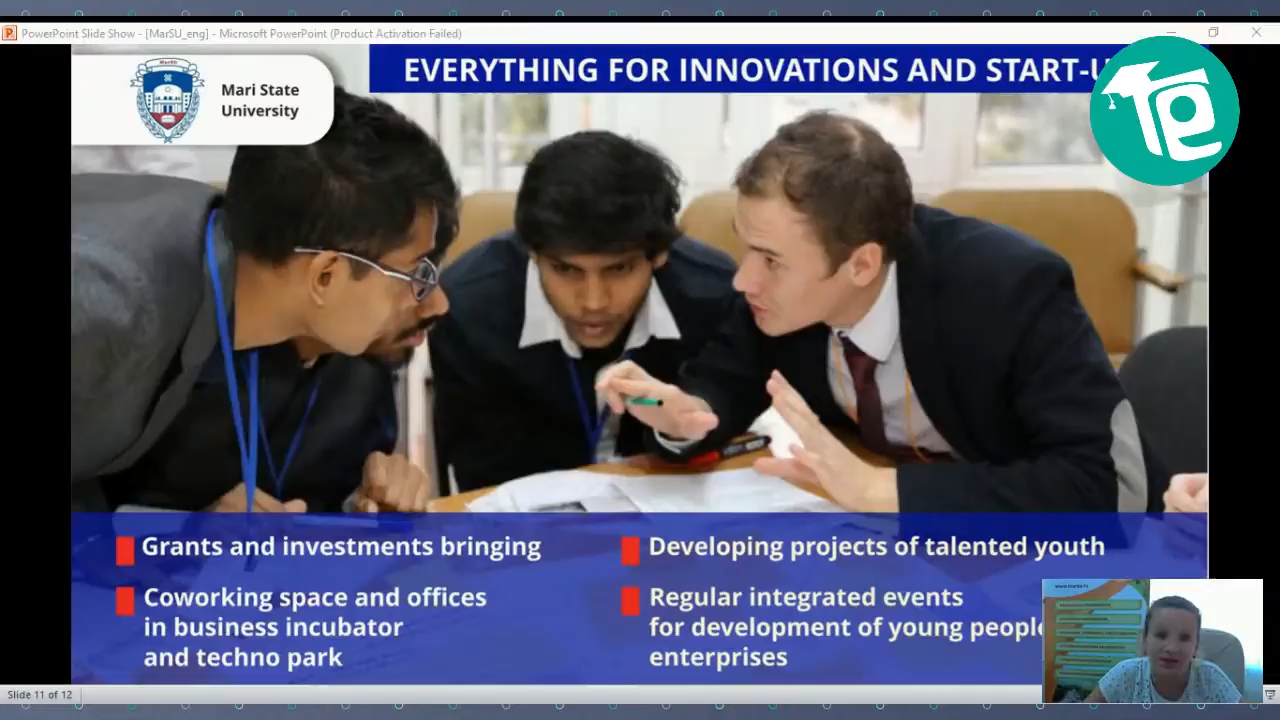 PowerPoint Slide Show - [MarSU_eng] - Microsoft PowerPoint (Product Activation Failed)
EVERYTHING FOR INNOVATIONS AND START-U
MarSU
Mari State
University
Grants and investments bringing
Coworking space and offices
in business incubator
and techno park
Developing projects of talented youth
Regular integrated events
for development of young people
enterprises
Slide 11 of 12